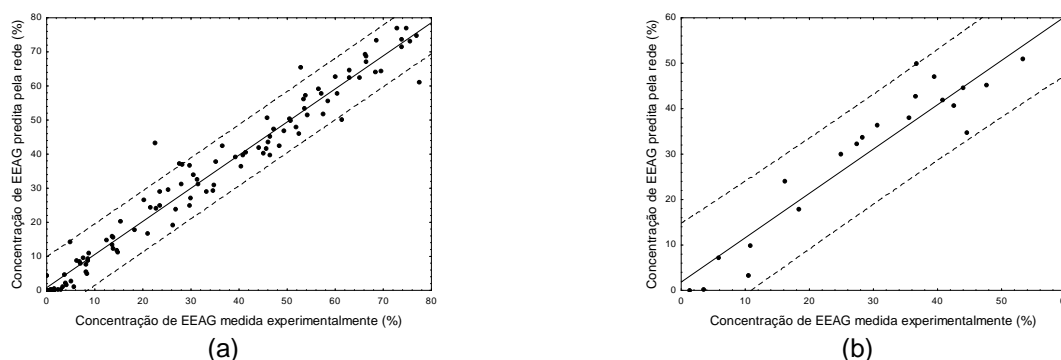 80
70
60
50
40
30
20
10
0
Concentração de EEAG predita pela rede (%)
0 10 20 30 40 50 60 70 80
Concentração de EEAG medida experimentalmente (%)
(a)
60
50
40
30
20
10
0
Concentração de EEAG predita pela rede (%)
0 10 20 30 40 50 60
Concentração de EEAG medida experimentalmente (%)
(b)